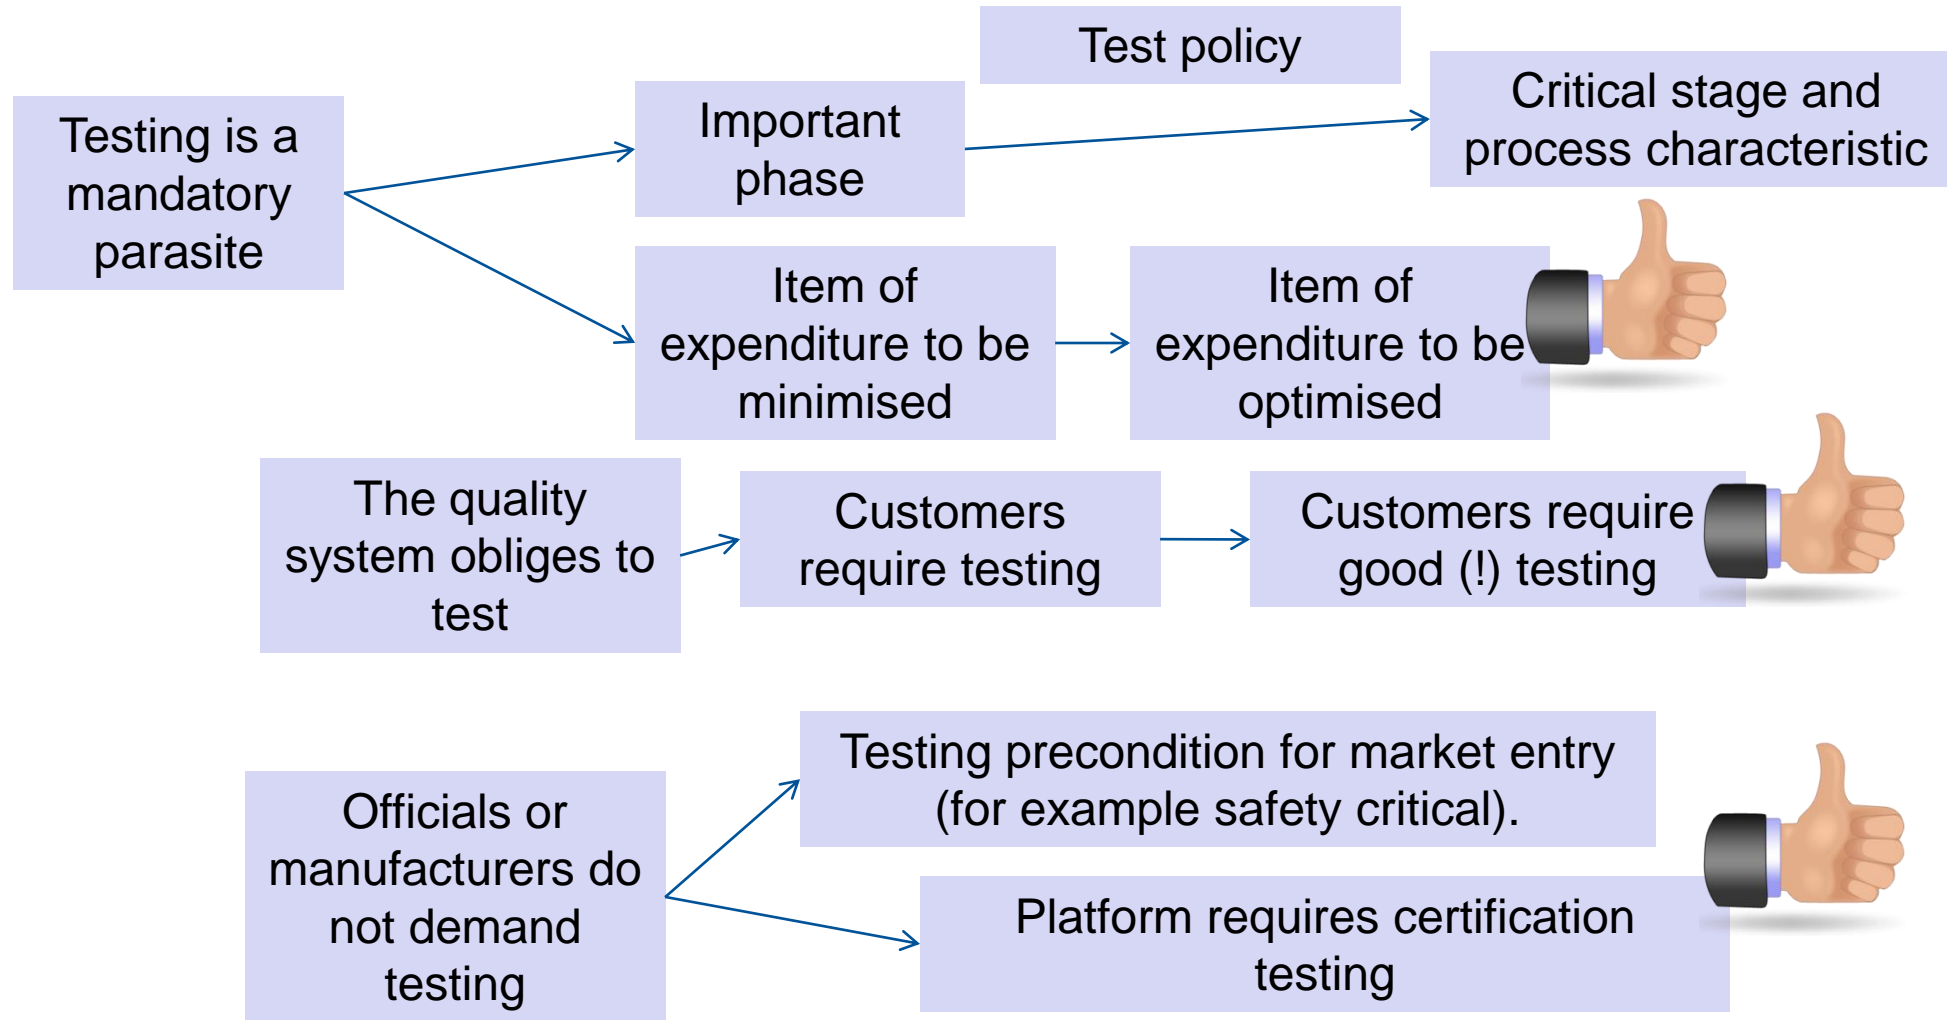 Test policy
Testing is a
mandatory
parasite
Important
phase
Critical stage and
process characteristic
Item of
expenditure to be
minimised
Item of
expenditure to be
optimised
The quality
system obliges to
test
Customers
require testing
Customers require
good (!) testing
Officials or
manufacturers do
not demand
testing
Testing precondition for market entry
(for example safety critical).
Platform requires certification
testing